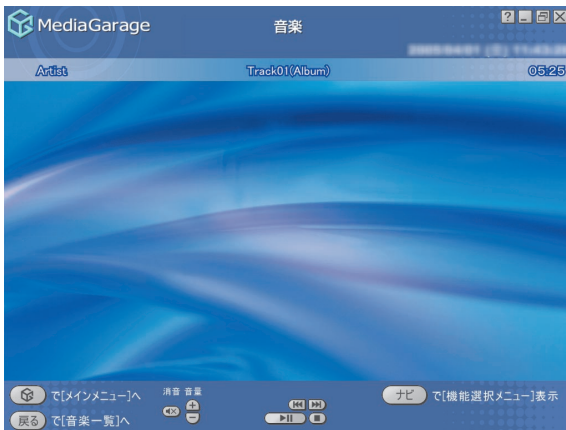 MediaGarage
音楽
Artist Track01(Album) 05:25
で[メインメニュー]へ 消音 音量 ナビ で[機能選択メニュー]表示
戻る で[音楽一覧]へ